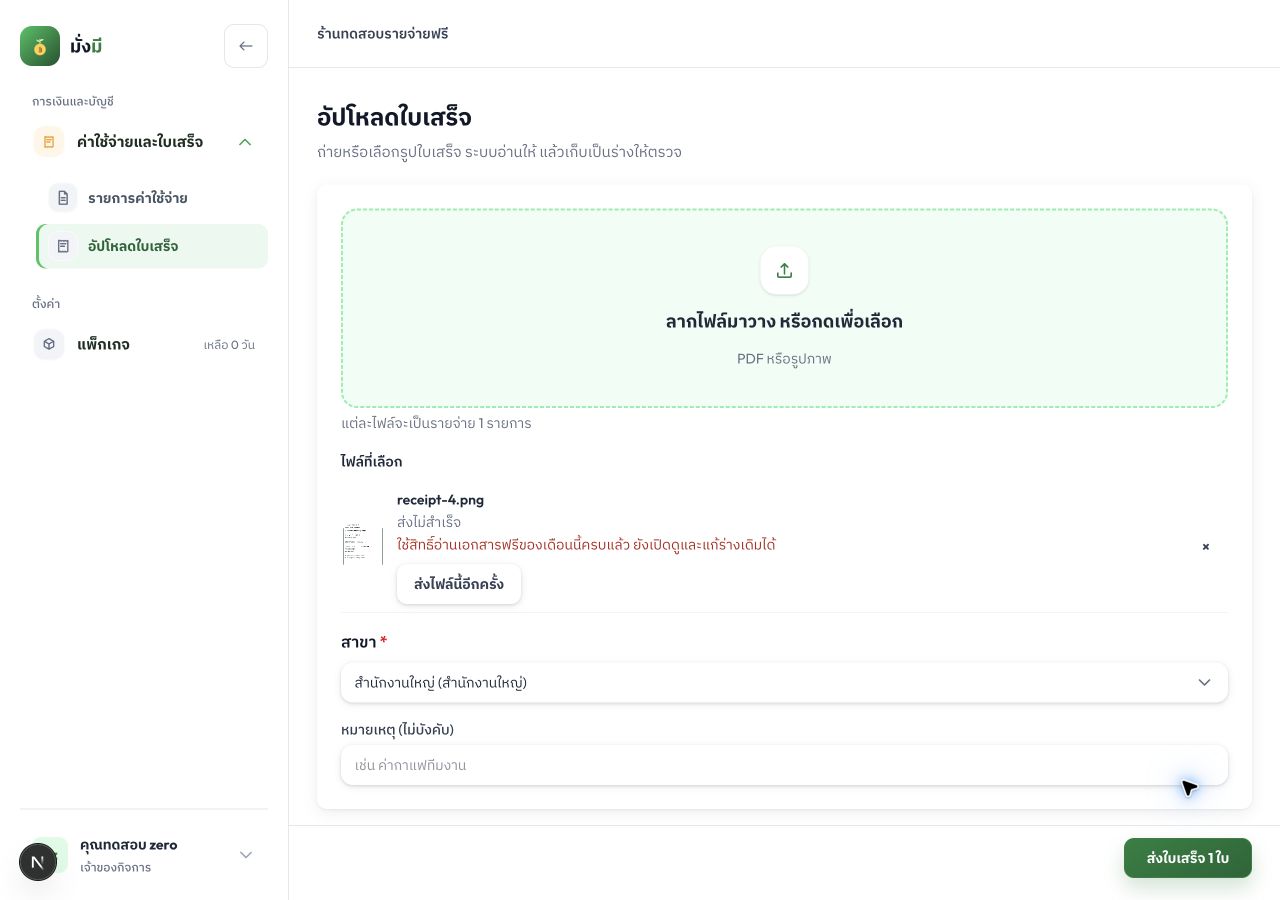 มั่งมี
การเงินและบัญชี
ค่าใช้จ่ายและใบเสร็จ
รายการค่าใช้จ่าย
อัปโหลดใบเสร็จ
ตั้งค่า
แพ็กเกจ
เหลือ 0 วัน
N
คุณทดสอบ zero
เจ้าของกิจการ
ร้านทดสอบรายจ่ายฟรี
อัปโหลดใบเสร็จ
ถ่ายหรือเลือกรูปใบเสร็จ ระบบอ่านให้ แล้วเก็บเป็นร่างให้ตรวจ
ลากไฟล์มาวาง หรือกดเพื่อเลือก
PDF หรือรูปภาพ
แต่ละไฟล์จะเป็นรายจ่าย 1 รายการ
ไฟล์ที่เลือก
receipt-4.png
ส่งไม่สำเร็จ
ใช้สิทธิ์อ่านเอกสารฟรีของเดือนนี้ครบแล้ว ยังเปิดดูและแก้ร่างเดิมได้
ส่งไฟล์นี้อีกครั้ง
สาขา *
สำนักงานใหญ่ (สำนักงานใหญ่)
หมายเหตุ (ไม่บังคับ)
เช่น ค่ากาแฟทีมงาน
ส่งใบเสร็จ 1 ใบ